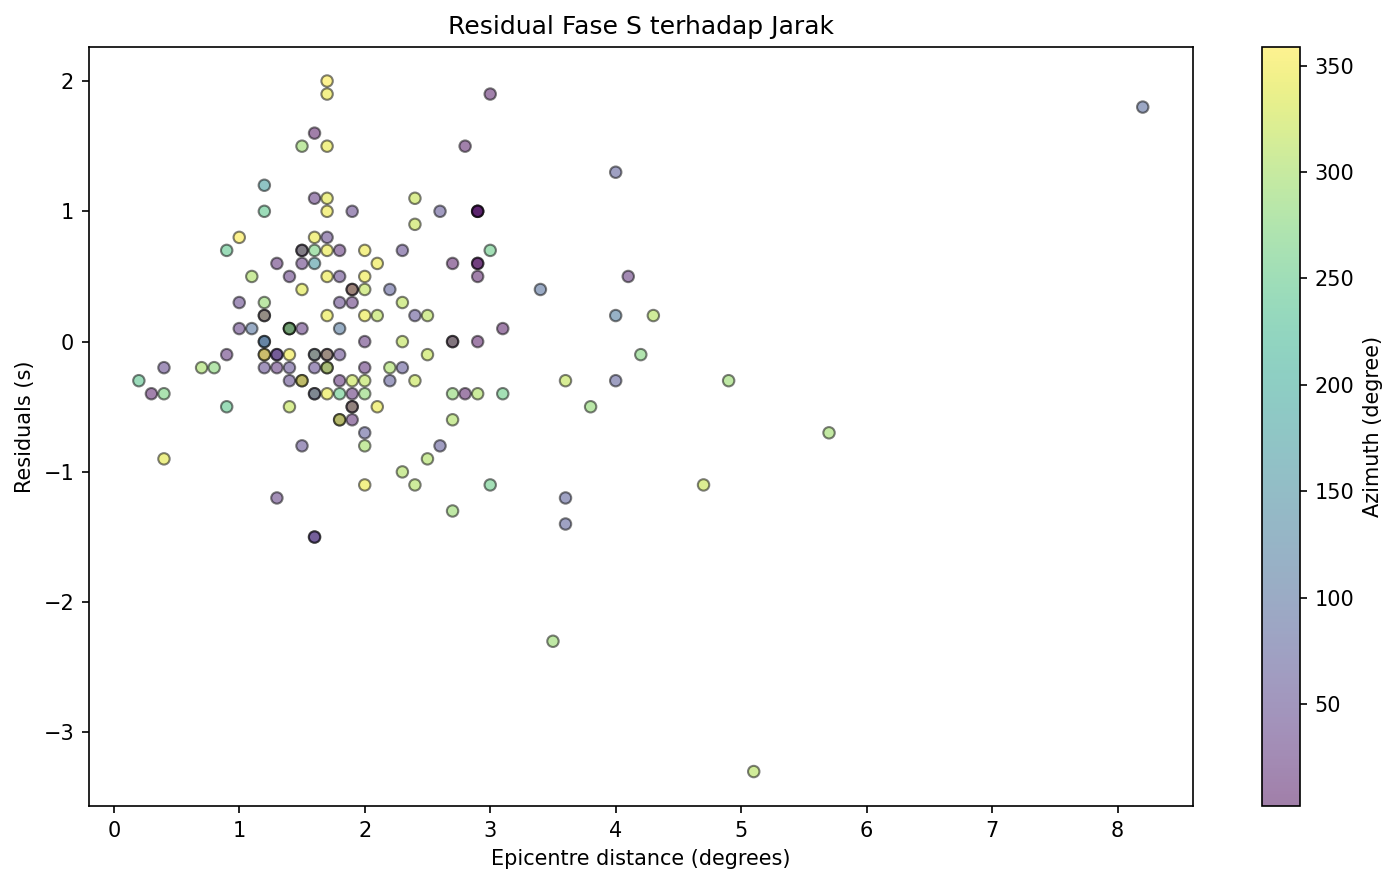 Residual Fase S terhadap Jarak
Residuals (s)
2
1
0
−1
−2
−3
0 1 2 3 4 5 6 7 8
Epicentre distance (degrees)
350
300
250
200
150
100
50
Azimuth (degree)